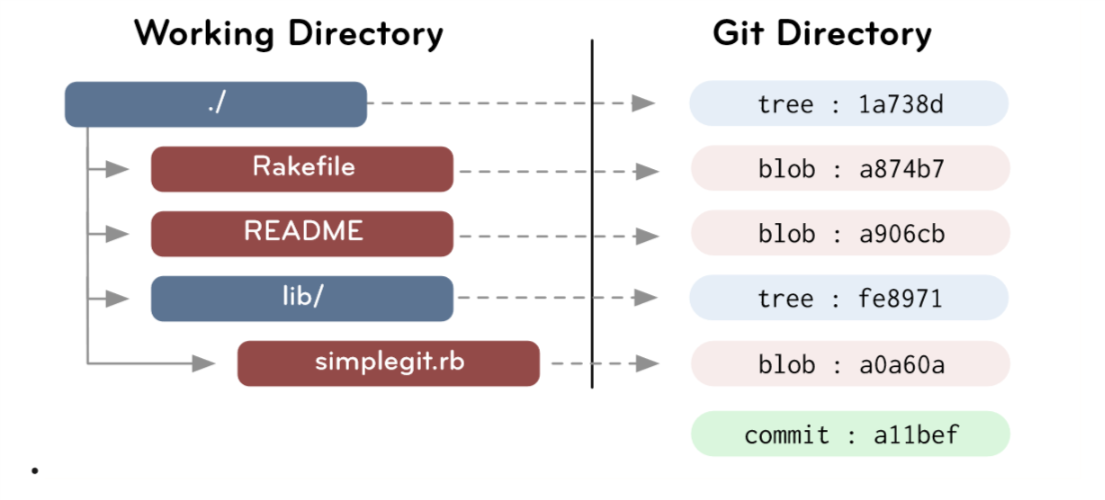 Working Directory
Git Directory
./
tree : 1a738d
Rakefile
blob : a874b7
README
blob : a906cb
lib/
tree : fe8971
simplegit.rb
blob : a0a60a
commit : a11bef